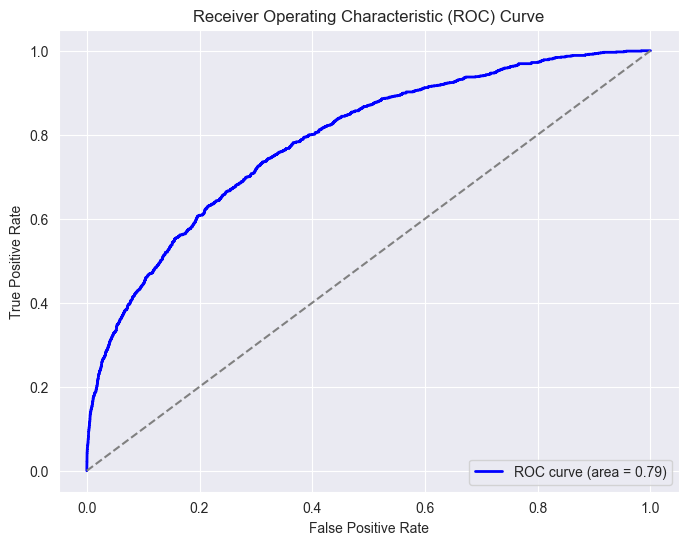 Receiver Operating Characteristic (ROC) Curve
1.0
0.8
0.6
0.4
0.2
0.0
True Positive Rate
0.0 0.2 0.4 0.6 0.8 1.0
False Positive Rate
ROC curve (area = 0.79)